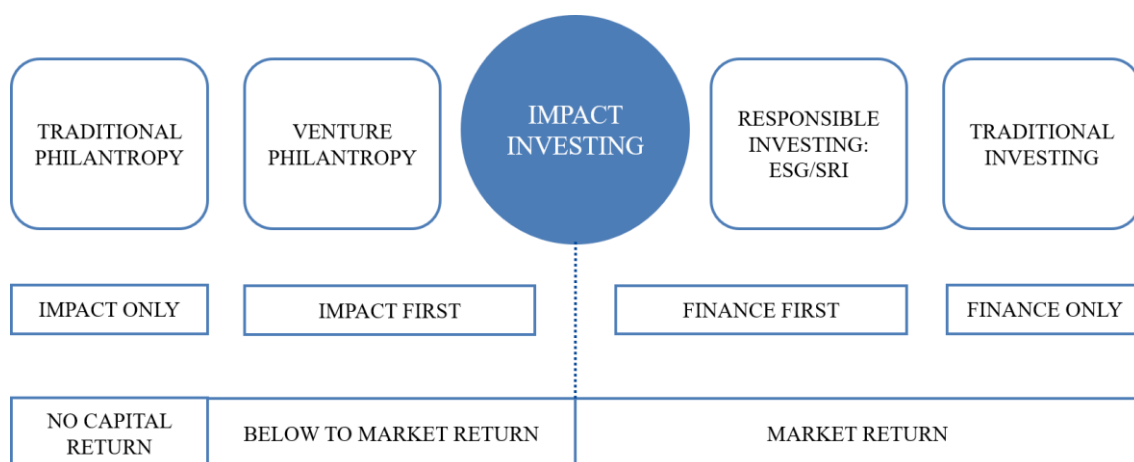 TRADITIONAL
PHILANTROPY
VENTURE
PHILANTROPY
IMPACT
INVESTING
RESPONSIBLE
INVESTING:
ESG/SRI
TRADITIONAL
INVESTING
IMPACT ONLY
IMPACT FIRST
FINANCE FIRST
FINANCE ONLY
NO CAPITAL
RETURN
BELOW TO MARKET RETURN
MARKET RETURN